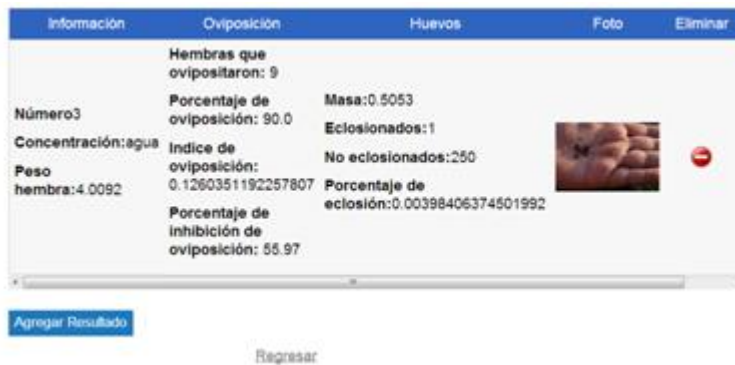 Información Oviposición Huevos Foto Eliminar
Número3
Concentración:agua
Peso
hembra:4.0092
Hembras que
ovipositaron: 9
Porcentaje de
oviposición: 90.0
Indice de
oviposición:
0.1260351192257807
Porcentaje de
inhibición de
oviposición: 55.97
Masa:0.5053
Eclosionados:1
No eclosionados:250
Porcentaje de
eclosión:0.00398406374501992
Agregar Resultado
Regresar